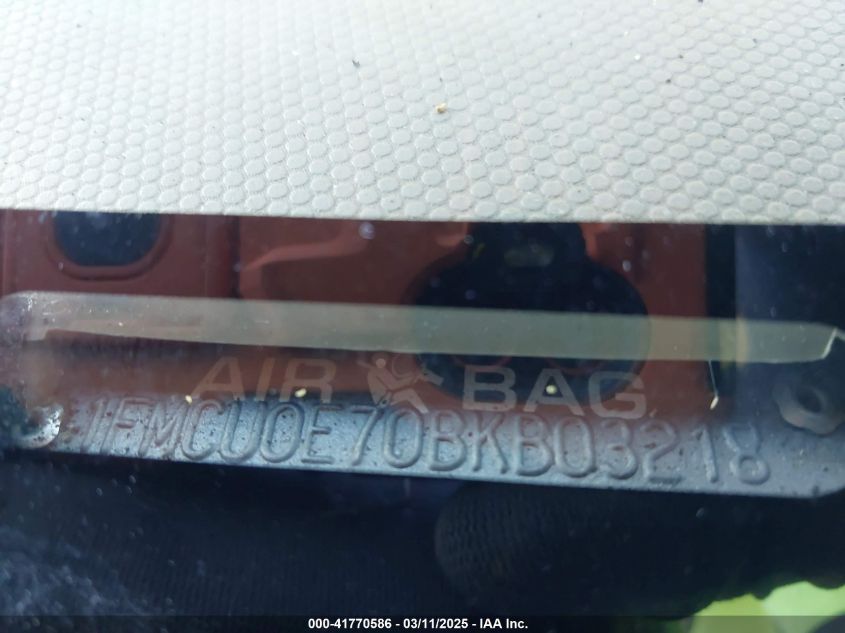 AIR BAG
1FMCU0E70BKB03218
000-41770586 - 03/11/2025 - IAA Inc.